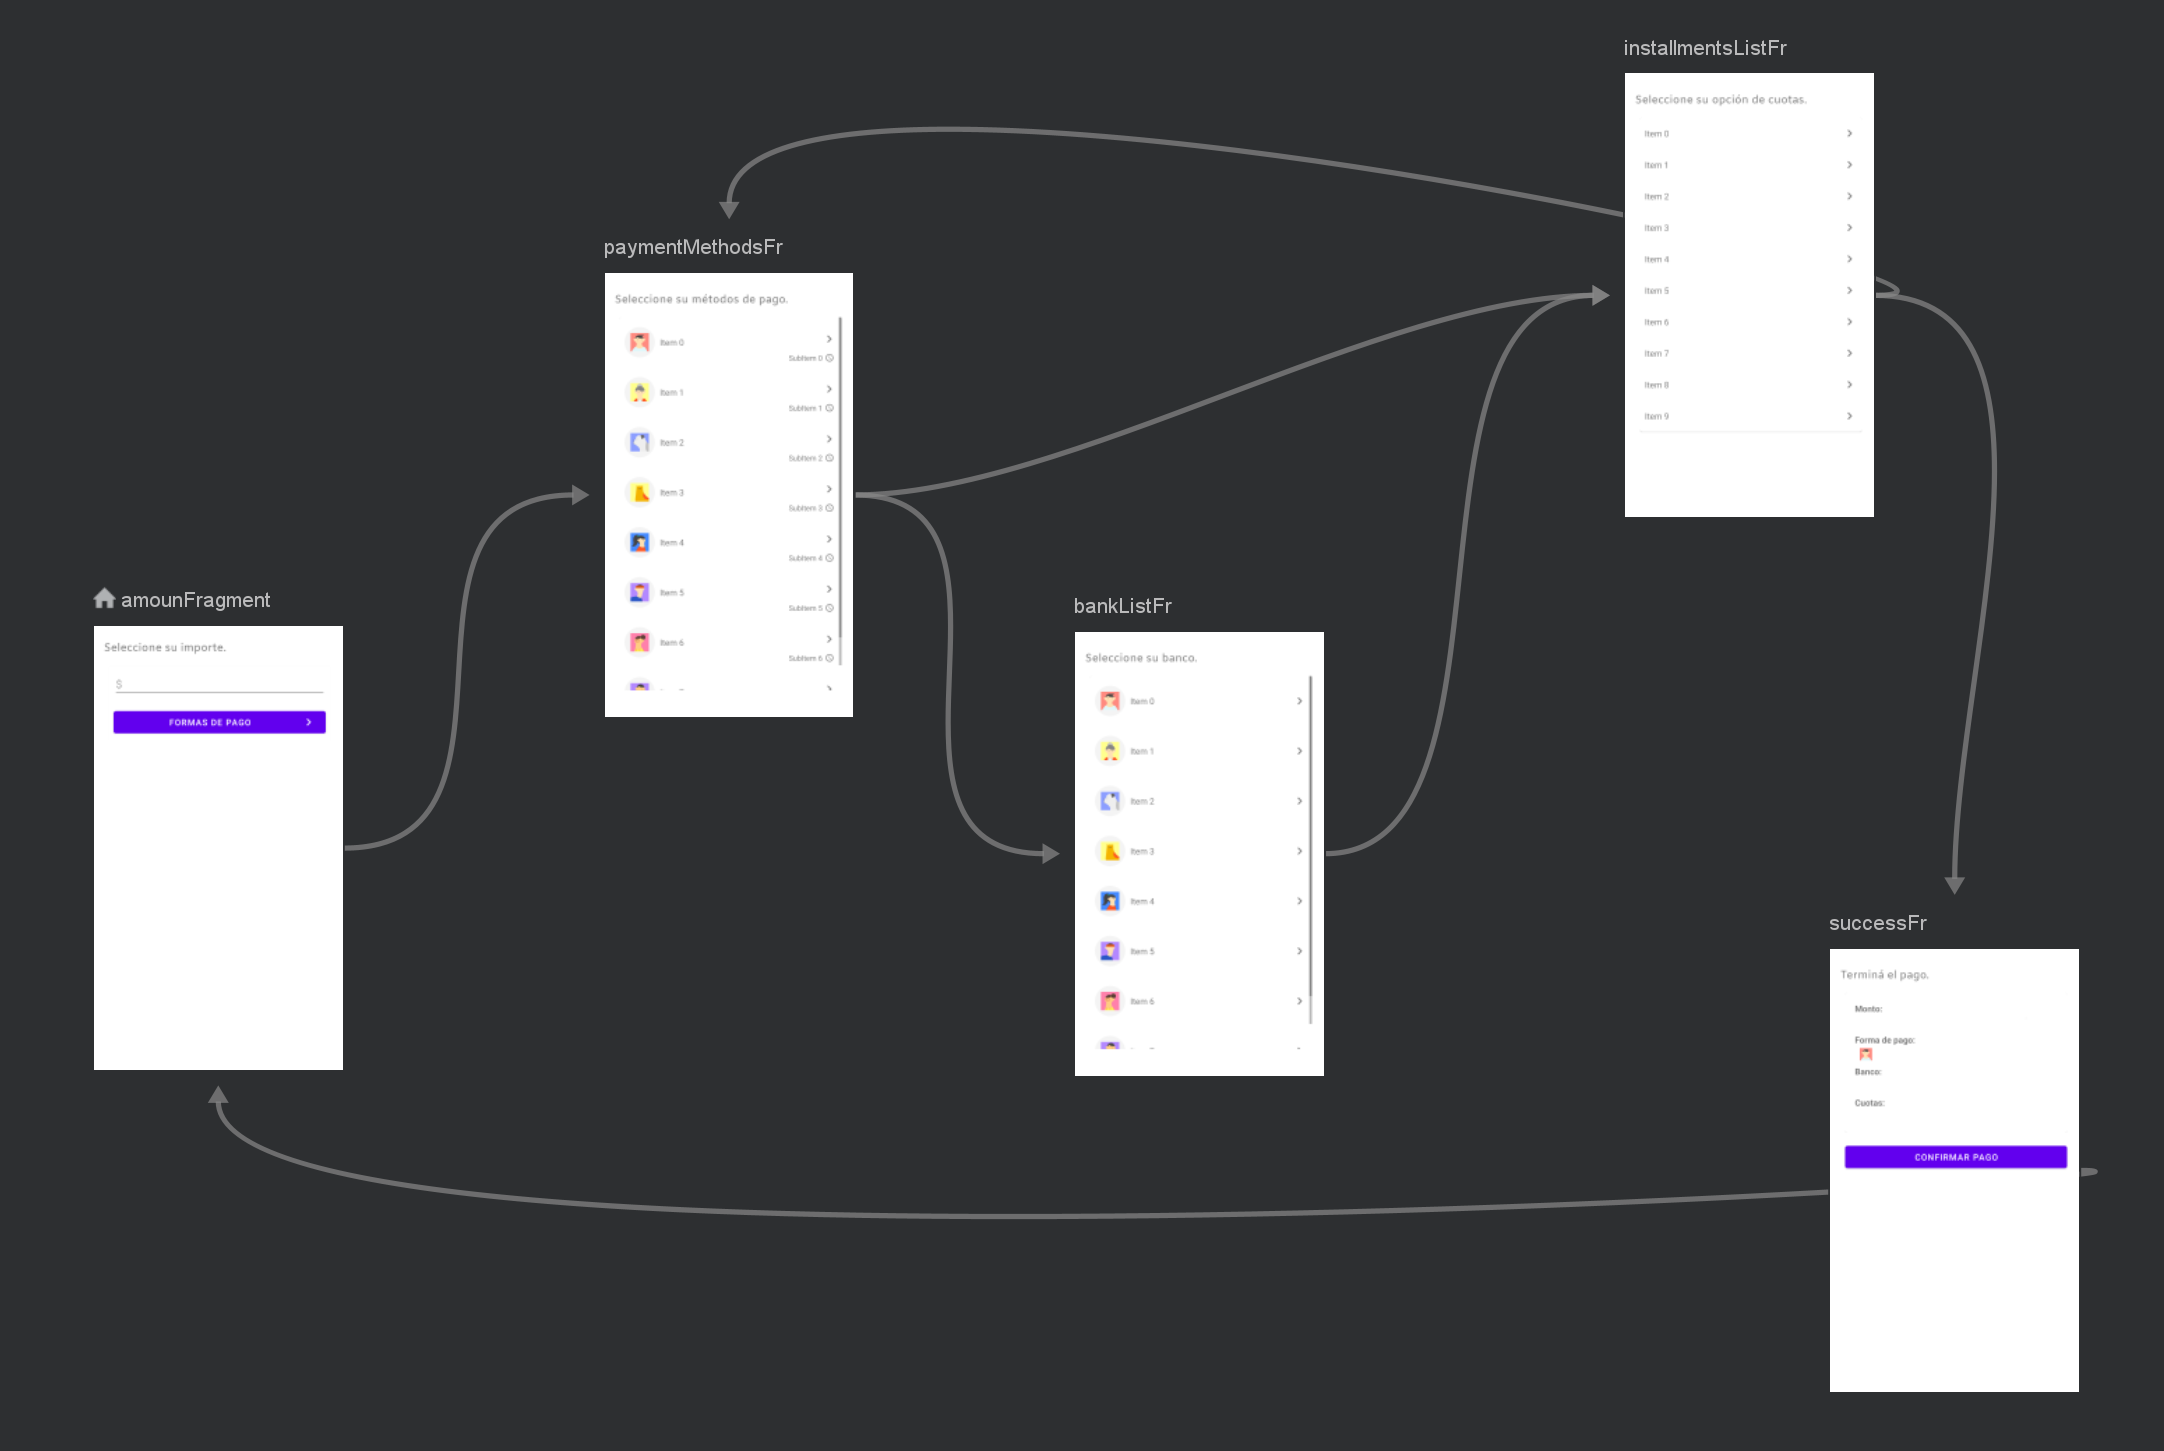 installmentsListFr
Seleccione su opción de cuotas.
Item 0
Item 1
Item 2
Item 3
Item 4
Item 5
Item 6
Item 7
Item 8
Item 9
paymentMethodsFr
Seleccione su métodos de pago.
Item 0
SubItem 0
Item 1
SubItem 1
Item 2
SubItem 2
Item 3
SubItem 3
Item 4
SubItem 4
Item 5
SubItem 5
Item 6
SubItem 6
amounFragment
Seleccione su importe.
$
FORMAS DE PAGO
bankListFr
Seleccione su banco.
Item 0
Item 1
Item 2
Item 3
Item 4
Item 5
Item 6
successFr
Terminá el pago.
Monto:
Forma de pago:
Banco:
Cuotas:
CONFIRMAR PAGO